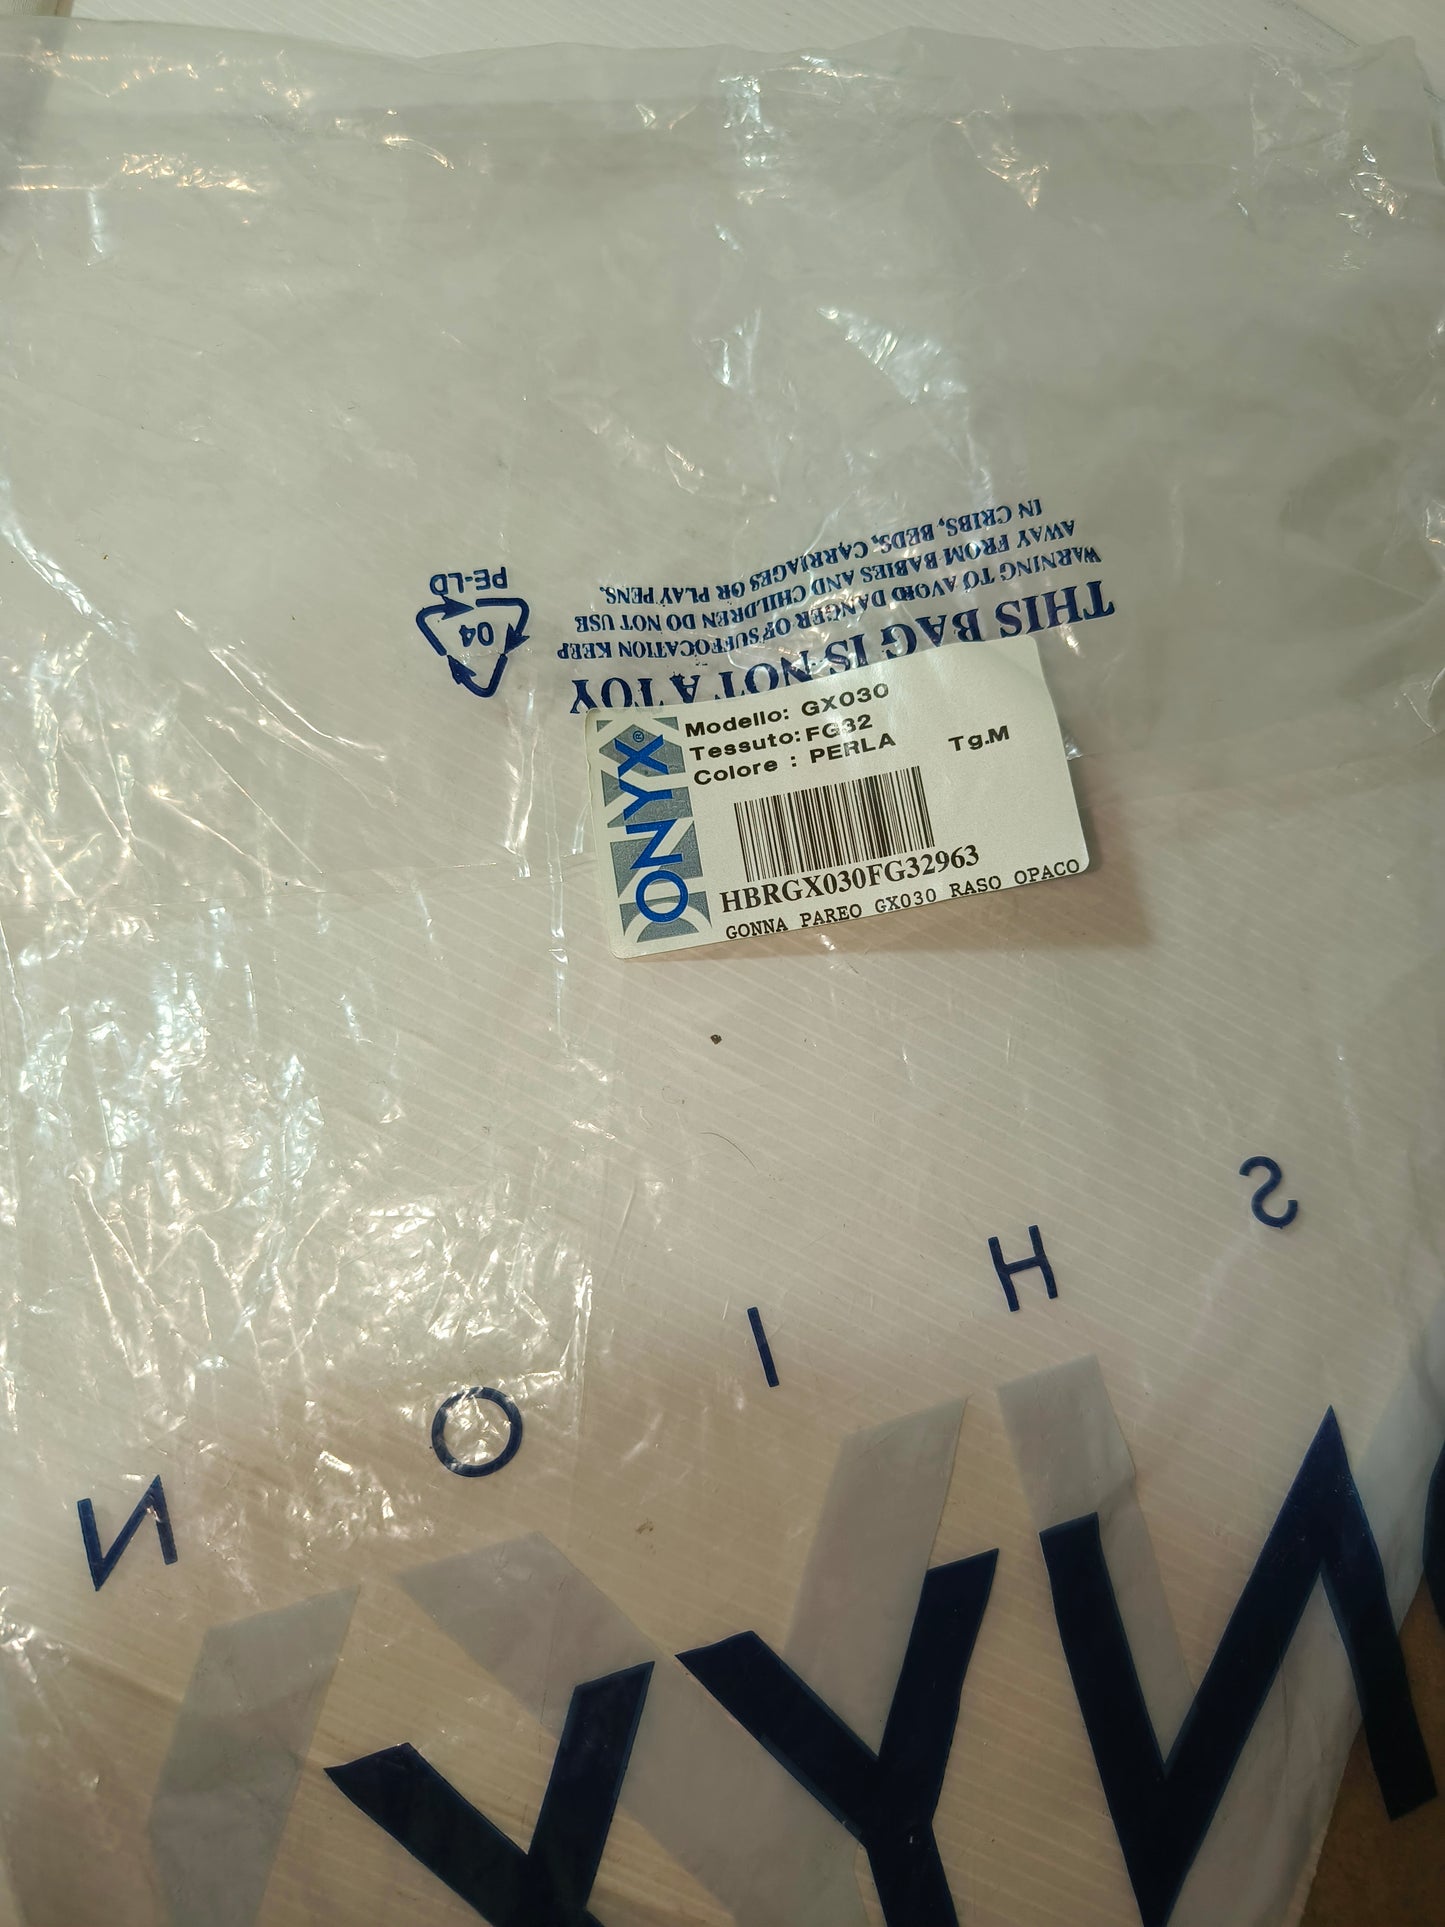 IN CRIBS, BEDS, CARRIAGES OR PLAY PENS.
AWAY FROM BABIES AND CHILDREN DO NOT USE
WARNING TO AVOID DANGER OF SUFFOCATION KEEP
THIS BAG IS NOT A TOY
PE-LD
04
ONYX®
Modello: GX030
Tessuto: FG32
Colore : PERLA Tg.M
HBRGX030FG32963
GONNA PAREO GX030 RASO OPACO
SHION
NYX